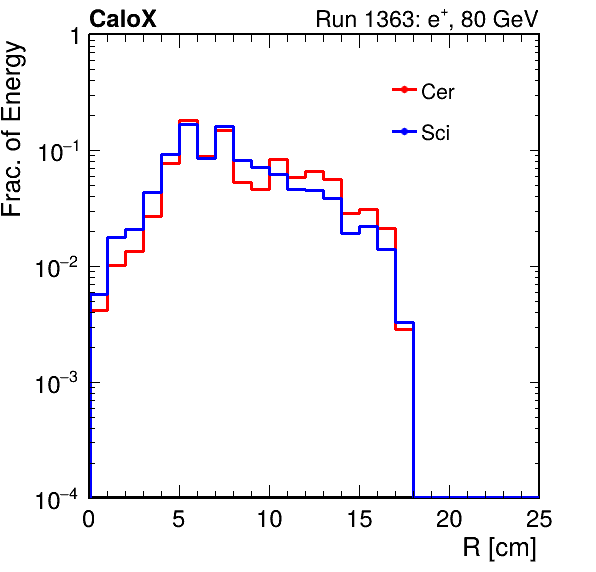 CaloX Run 1363: e⁺, 80 GeV
Frac. of Energy
1
10⁻¹
10⁻²
10⁻³
10⁻⁴
Cer
Sci
0 5 10 15 20 25
R [cm]